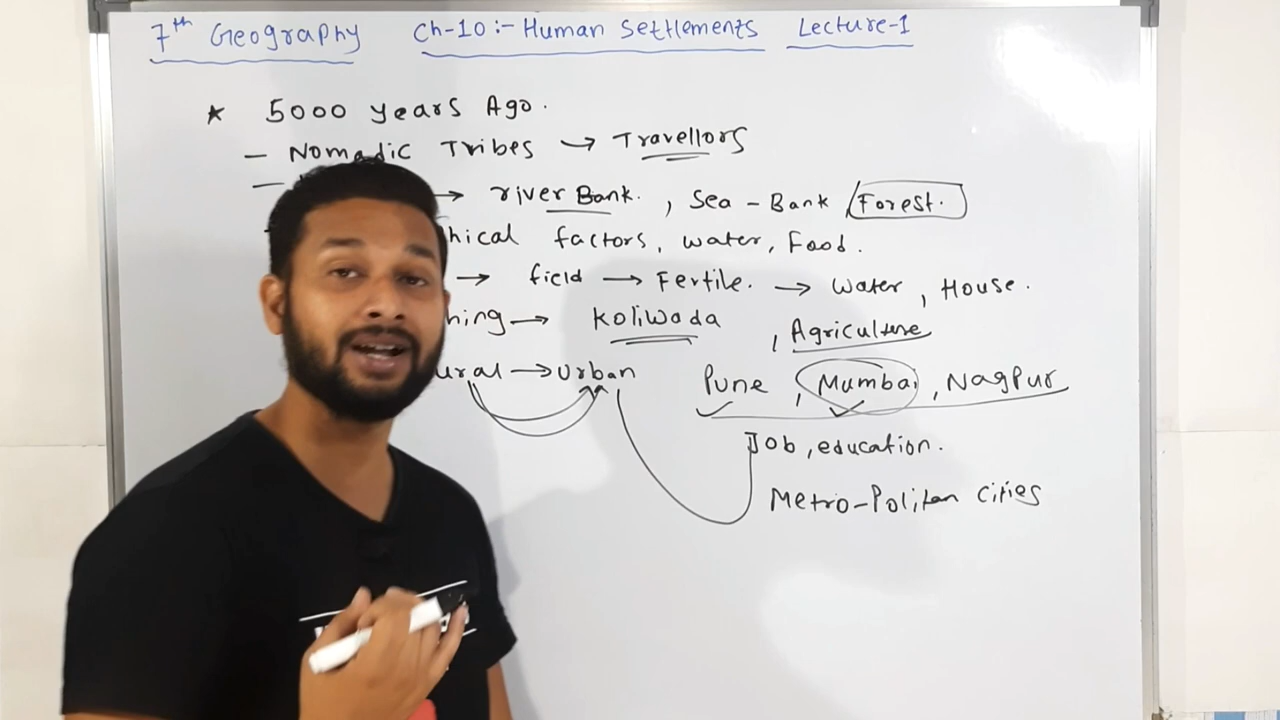 7th Geography Ch-10:- Human Settlements Lecture-1
* 5000 years Ago.
- Nomadic Tribes → Travellors
- → river Bank. , Sea - Bank Forest.
hical factors, water, Food.
→ field → Fertile. → water , House.
hing → Koliwada , Agriculture
ural → Urban Pune , Mumbai , Nagpur
Job , education.
Metro-Politan cities